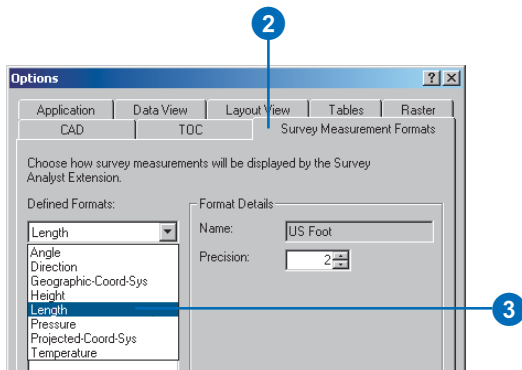 2
Options
Application Data View Layout View Tables Raster
CAD TOC Survey Measurement Formats
Choose how survey measurements will be displayed by the Survey
Analyst Extension.
Defined Formats:
Format Details
Length
Name: US Foot
Angle
Precision: 2
Direction
Geographic-Coord-Sys
Height
Length
3
Pressure
Projected-Coord-Sys
Temperature